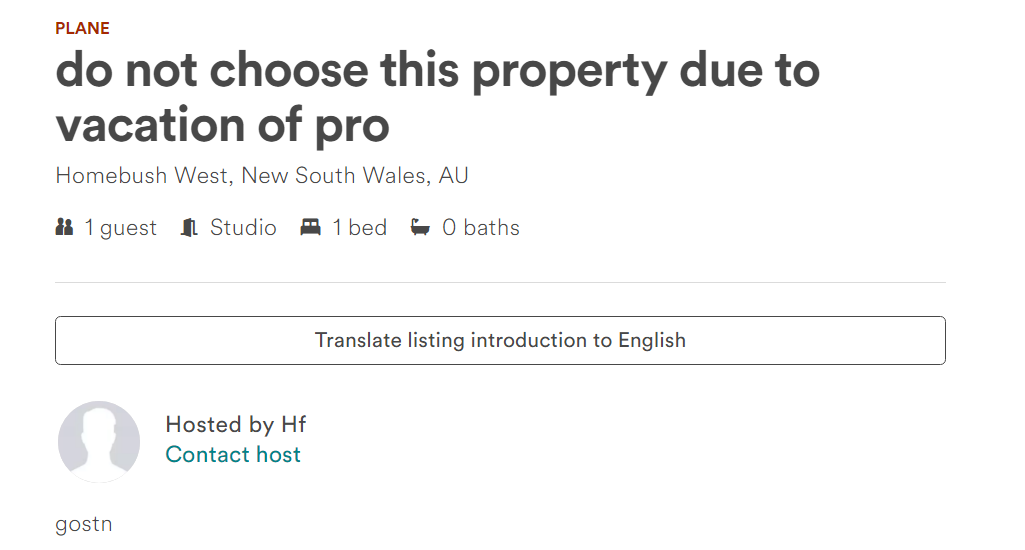 PLANE
do not choose this property due to
vacation of pro
Homebush West, New South Wales, AU
1 guest Studio 1 bed 0 baths
Translate listing introduction to English
Hosted by Hf
Contact host
gostn